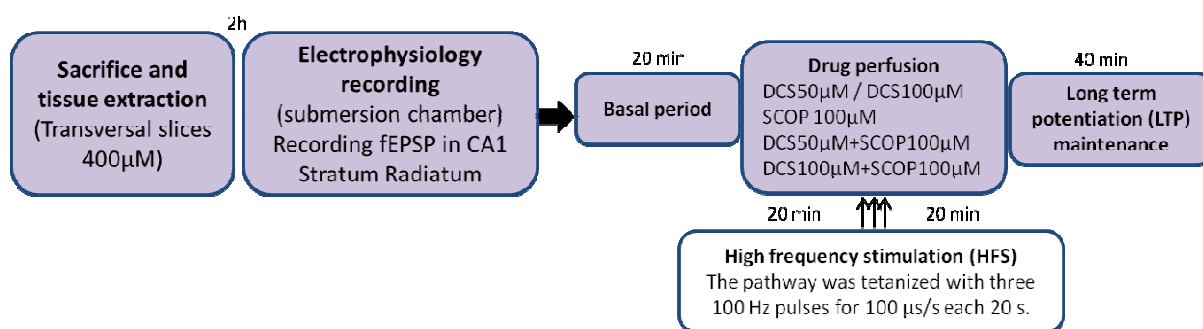 2h
Sacrifice and
tissue extraction
(Transversal slices
400µM)
Electrophysiology
recording
(submersion chamber)
Recording fEPSP in CA1
Stratum Radiatum
20 min
Basal period
Drug perfusion
DCS50µM / DCS100µM
SCOP 100µM
DCS50µM+SCOP100µM
DCS100µM+SCOP100µM
40 min
Long term
potentiation (LTP)
maintenance
20 min 20 min
High frequency stimulation (HFS)
The pathway was tetanized with three
100 Hz pulses for 100 µs/s each 20 s.